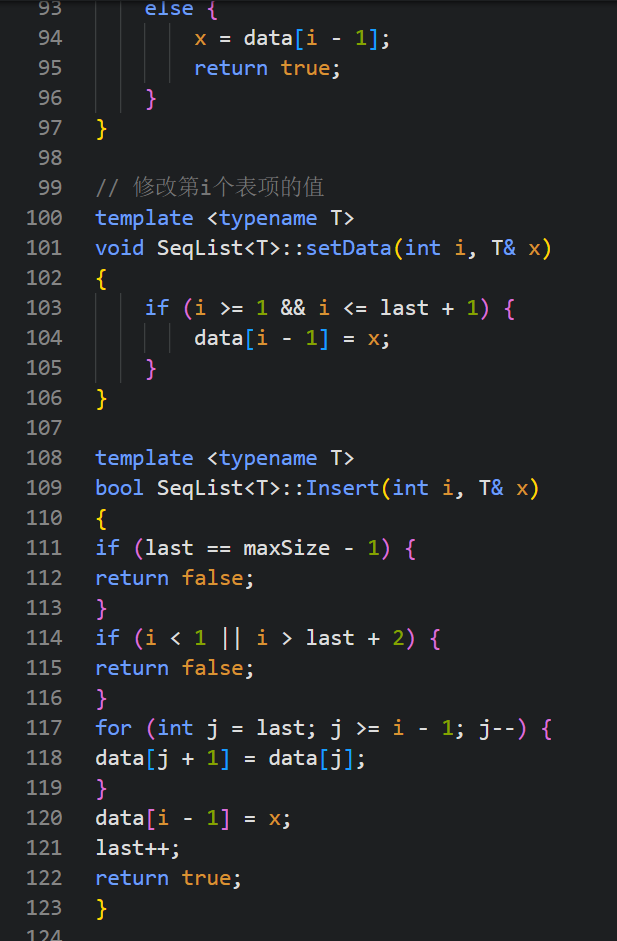 93 else {
94 x = data[i - 1];
95 return true;
96 }
97 }
98
99 // 修改第i个表项的值
100 template <typename T>
101 void SeqList<T>::setData(int i, T& x)
102 {
103 if (i >= 1 && i <= last + 1) {
104 data[i - 1] = x;
105 }
106 }
107
108 template <typename T>
109 bool SeqList<T>::Insert(int i, T& x)
110 {
111 if (last == maxSize - 1) {
112 return false;
113 }
114 if (i < 1 || i > last + 2) {
115 return false;
116 }
117 for (int j = last; j >= i - 1; j--) {
118 data[j + 1] = data[j];
119 }
120 data[i - 1] = x;
121 last++;
122 return true;
123 }
124